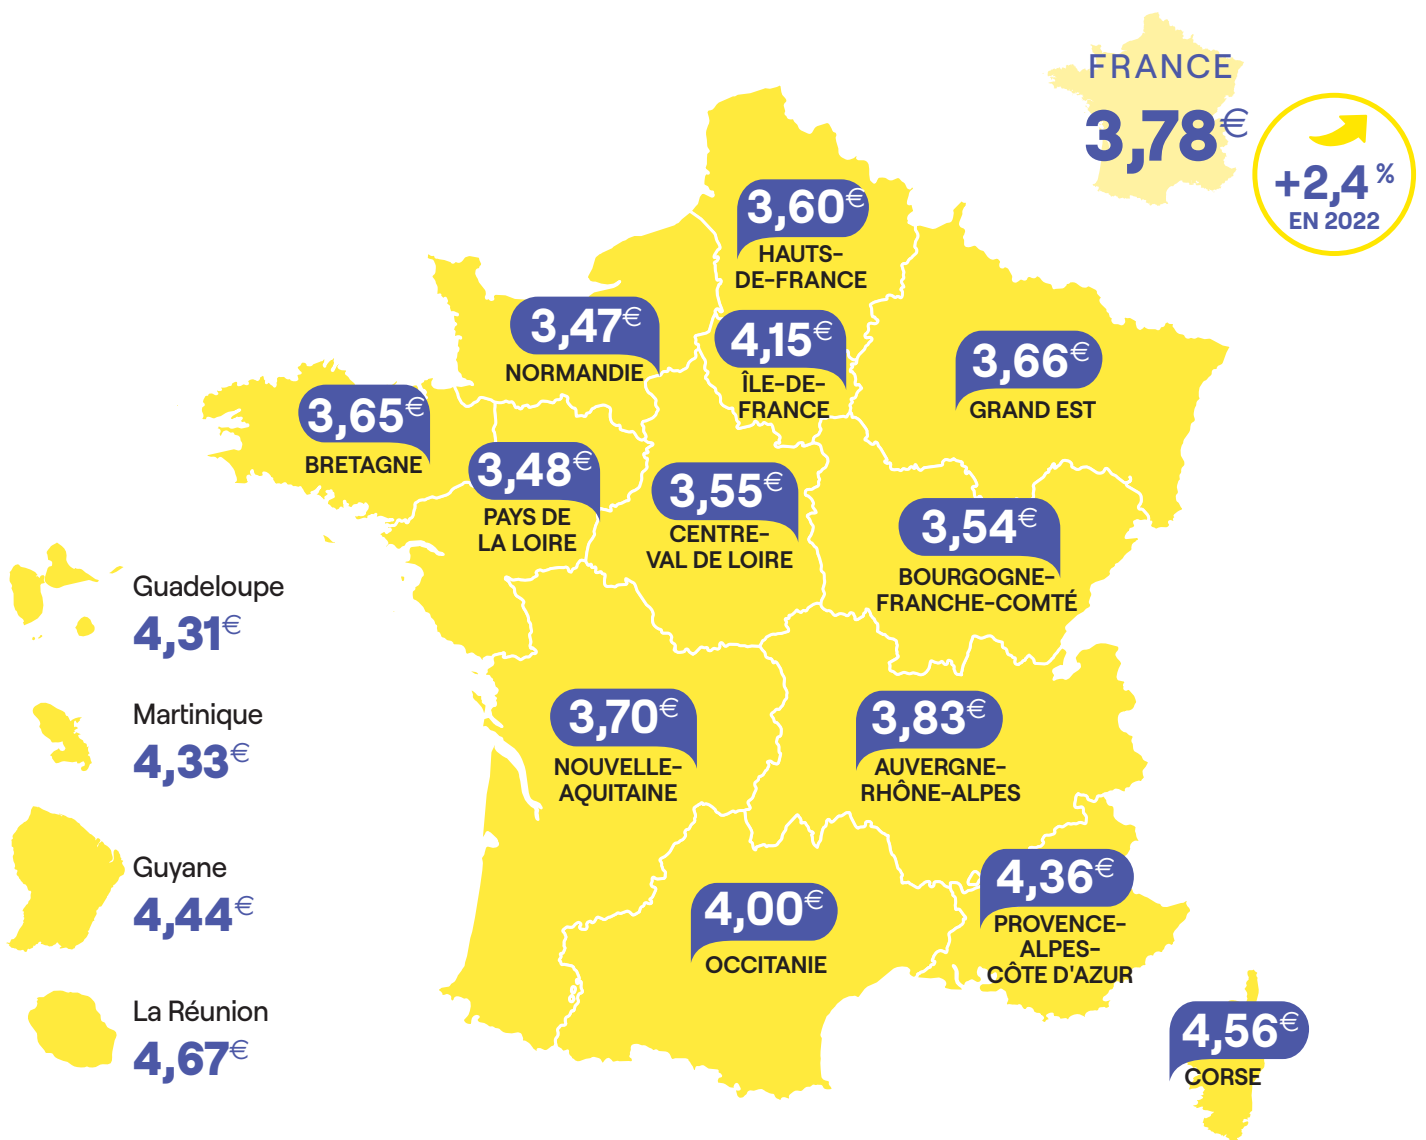 FRANCE
3,78€
+2,4%
EN 2022
3,60€
HAUTS-
DE-FRANCE
3,47€
NORMANDIE
4,15€
ÎLE-DE-
FRANCE
3,66€
GRAND EST
3,65€
BRETAGNE
3,48€
PAYS DE
LA LOIRE
3,55€
CENTRE-
VAL DE LOIRE
3,54€
BOURGOGNE-
FRANCHE-COMTÉ
Guadeloupe
4,31€
Martinique
4,33€
Guyane
4,44€
La Réunion
4,67€
3,70€
NOUVELLE-
AQUITAINE
3,83€
AUVERGNE-
RHÔNE-ALPES
4,00€
OCCITANIE
4,36€
PROVENCE-
ALPES-
CÔTE D'AZUR
4,56€
CORSE